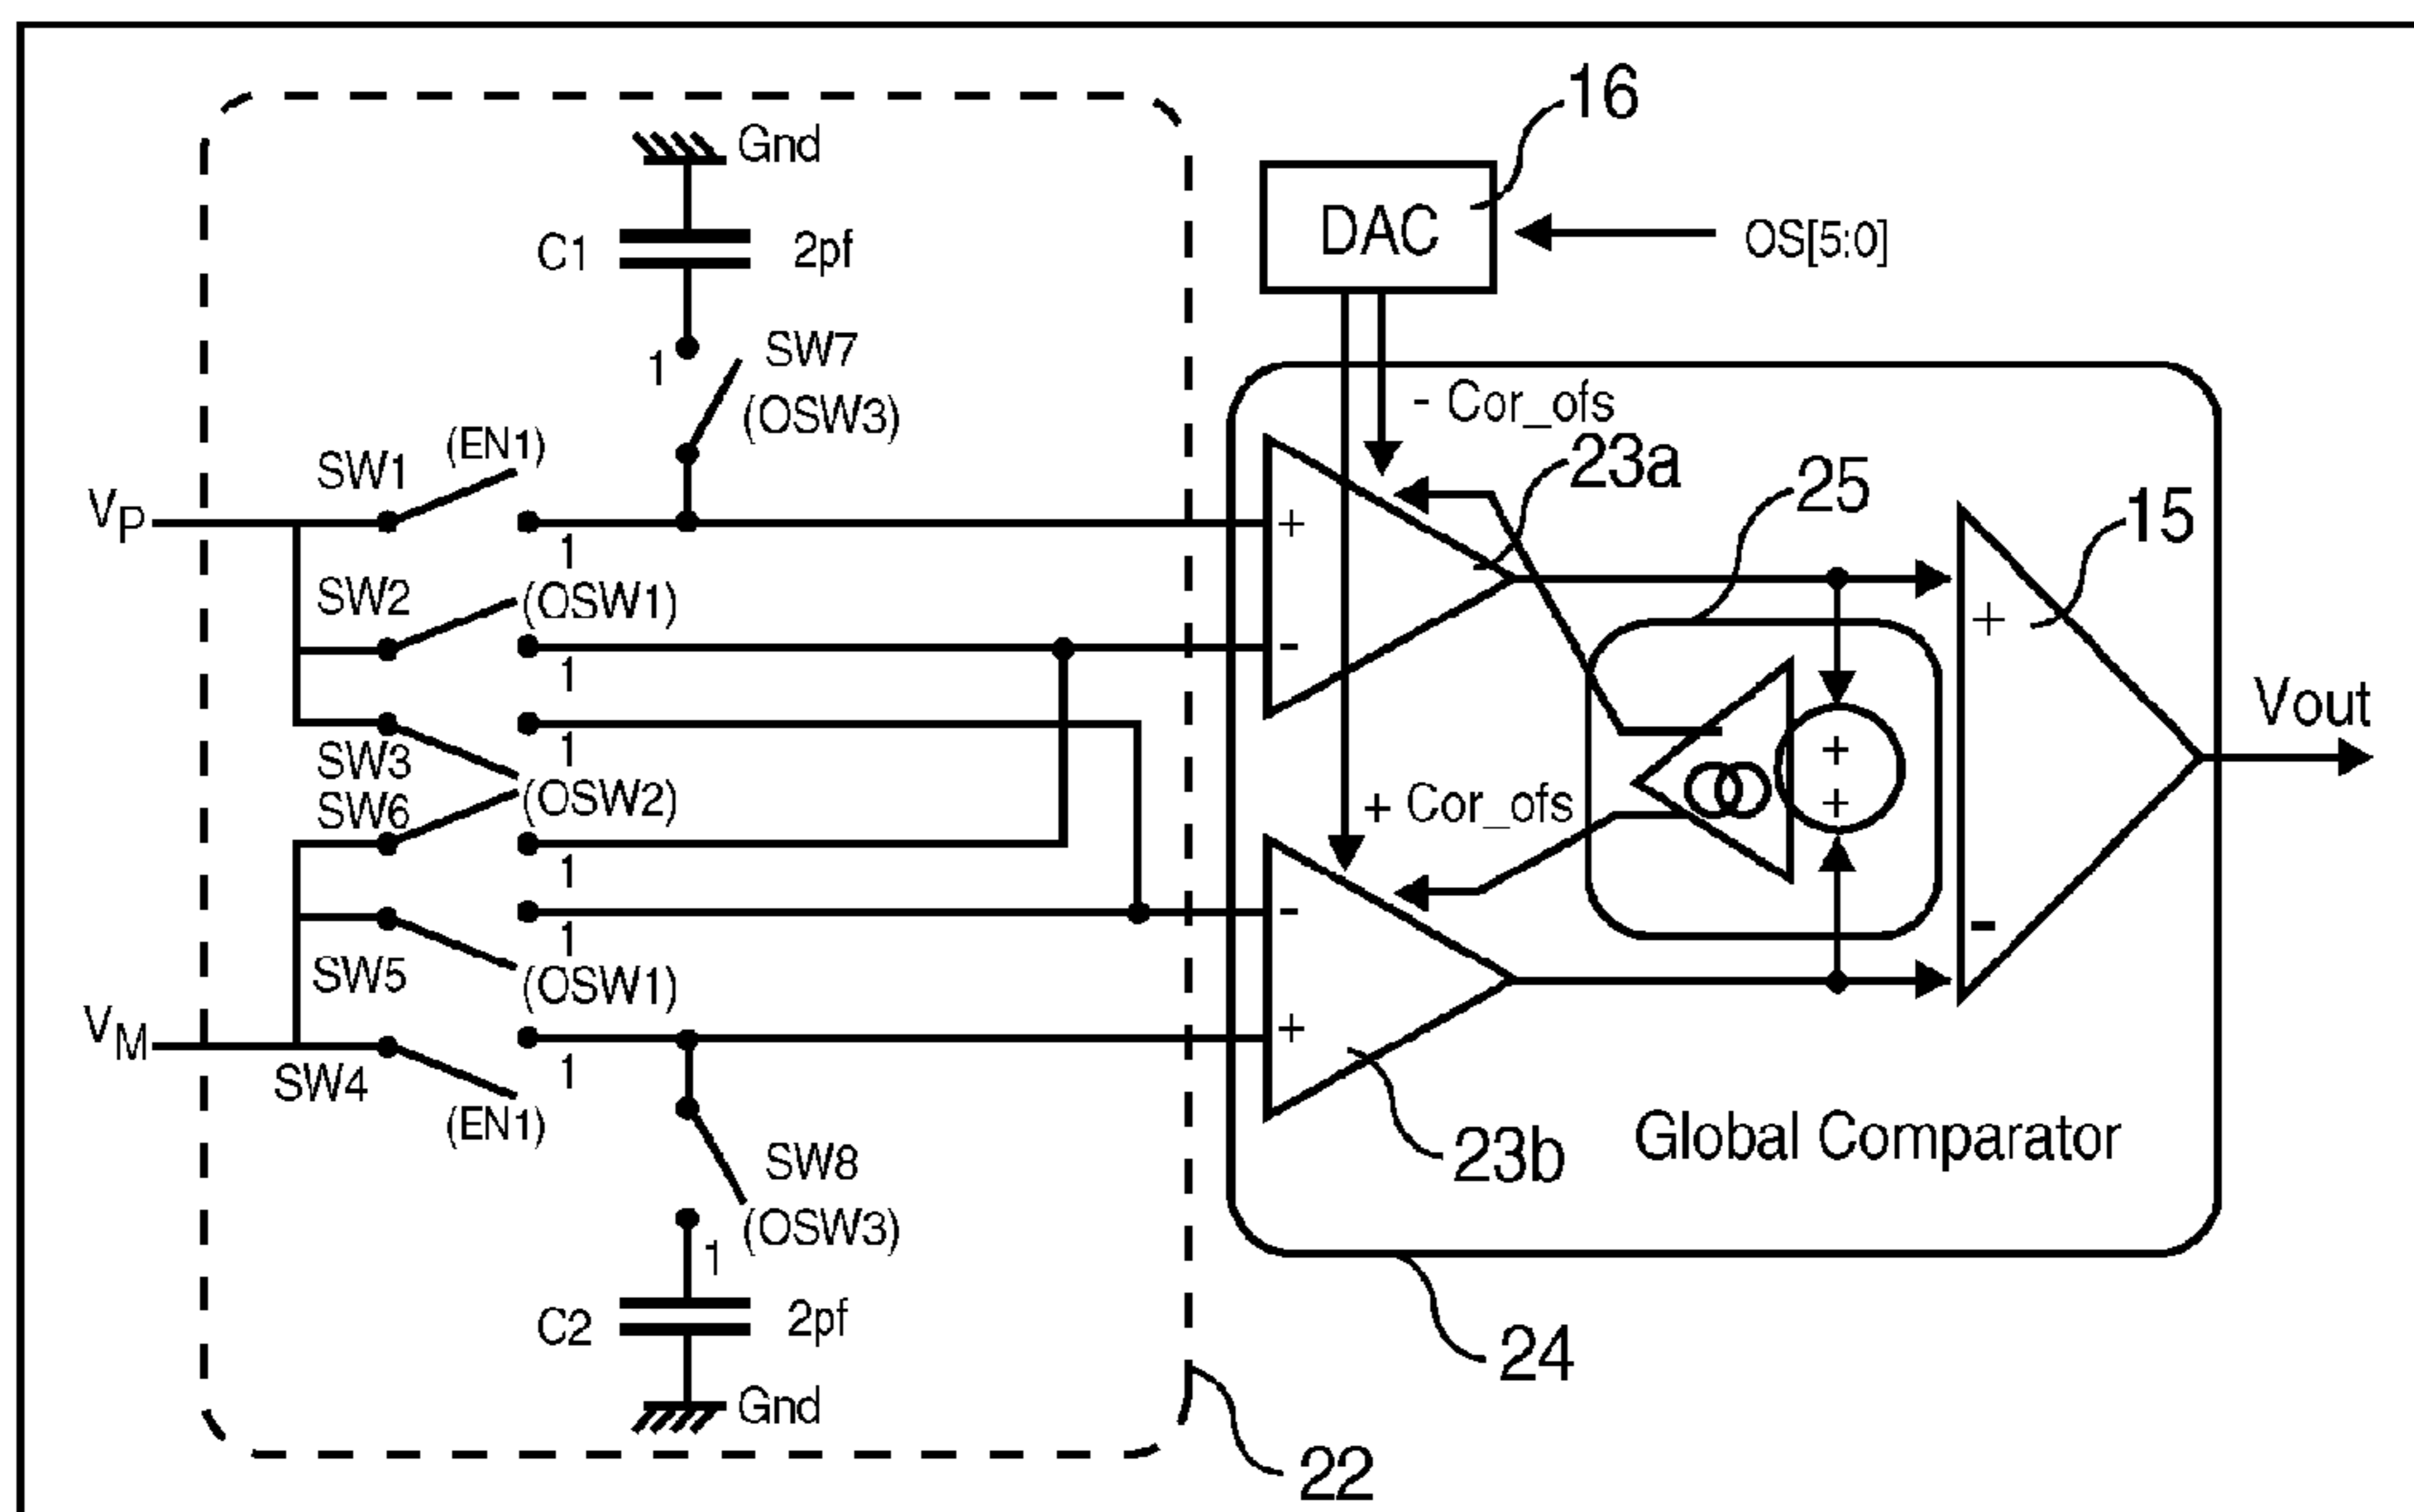 16
Gnd
DAC
OS[5:0]
C1
2pf
1
SW7
(OSW3)
- Cor_ofs
23a
25
15
SW1
(EN1)
VP
+
1
SW2
(OSW1)
-
1
+
SW3
1
SW6
(OSW2)
+
+
+ Cor_ofs
Vout
1
-
1
-
SW5
(OSW1)
VM
+
SW4
1
(EN1)
SW8
(OSW3)
23b
Global Comparator
1
C2
2pf
24
Gnd
22